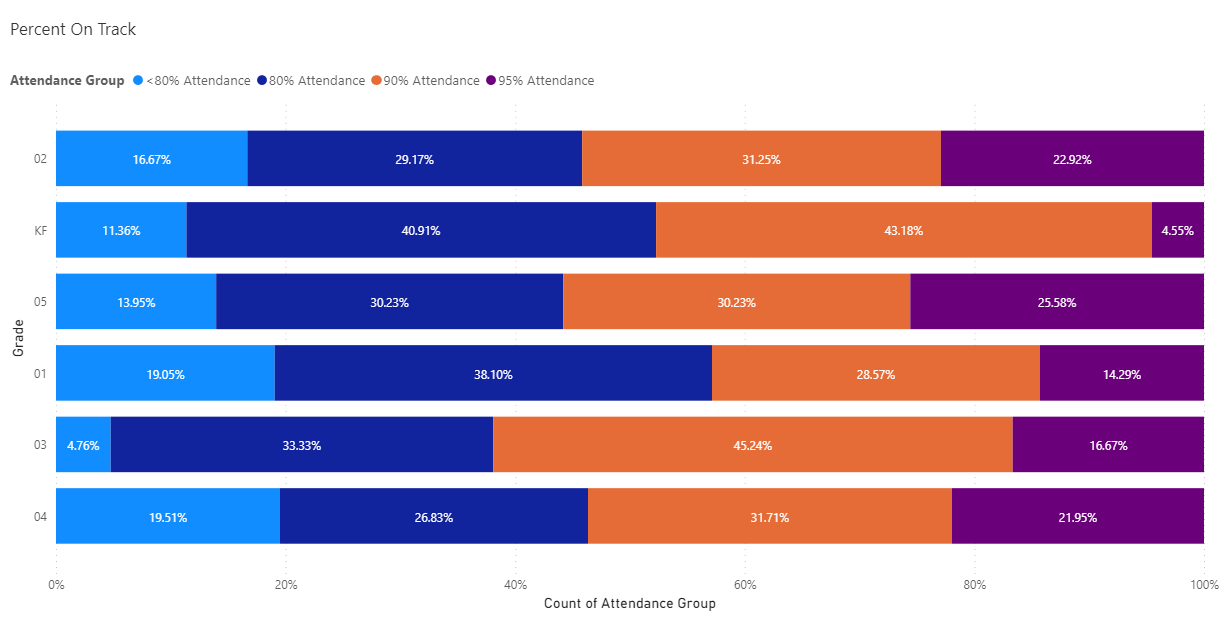 Percent On Track
Attendance Group <80% Attendance 80% Attendance 90% Attendance 95% Attendance
02 16.67% 29.17% 31.25% 22.92%
KF 11.36% 40.91% 43.18% 4.55%
05 13.95% 30.23% 30.23% 25.58%
Grade
01 19.05% 38.10% 28.57% 14.29%
03 4.76% 33.33% 45.24% 16.67%
04 19.51% 26.83% 31.71% 21.95%
0% 20% 40% 60% 80% 100%
Count of Attendance Group